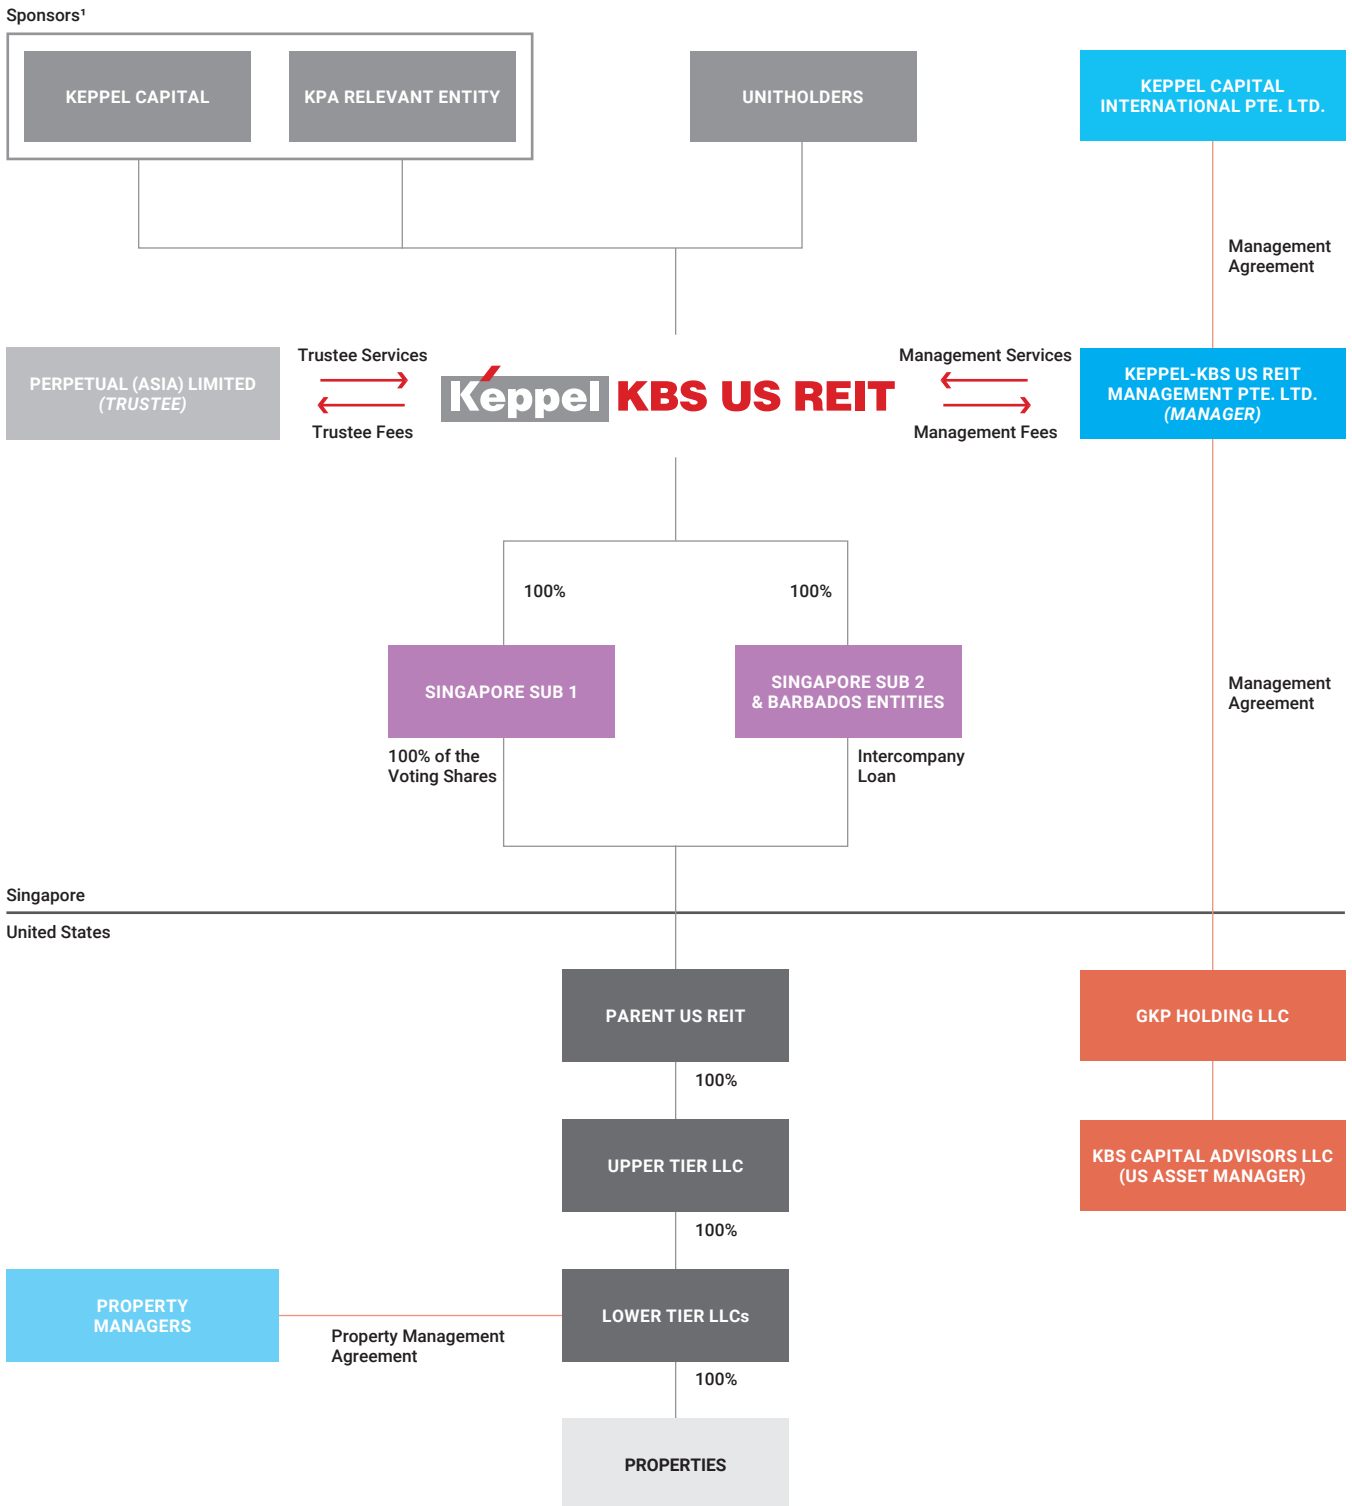 Sponsors¹
KEPPEL CAPITAL
KPA RELEVANT ENTITY
UNITHOLDERS
KEPPEL CAPITAL
INTERNATIONAL PTE. LTD.
Management
Agreement
PERPETUAL (ASIA) LIMITED
(TRUSTEE)
Trustee Services
Trustee Fees
Keppel KBS US REIT
Management Services
Management Fees
KEPPEL-KBS US REIT
MANAGEMENT PTE. LTD.
(MANAGER)
100%
100%
SINGAPORE SUB 1
SINGAPORE SUB 2
& BARBADOS ENTITIES
Management
Agreement
100% of the
Voting Shares
Intercompany
Loan
Singapore
United States
PARENT US REIT
GKP HOLDING LLC
100%
UPPER TIER LLC
KBS CAPITAL ADVISORS LLC
(US ASSET MANAGER)
100%
PROPERTY
MANAGERS
Property Management
Agreement
LOWER TIER LLCs
100%
PROPERTIES